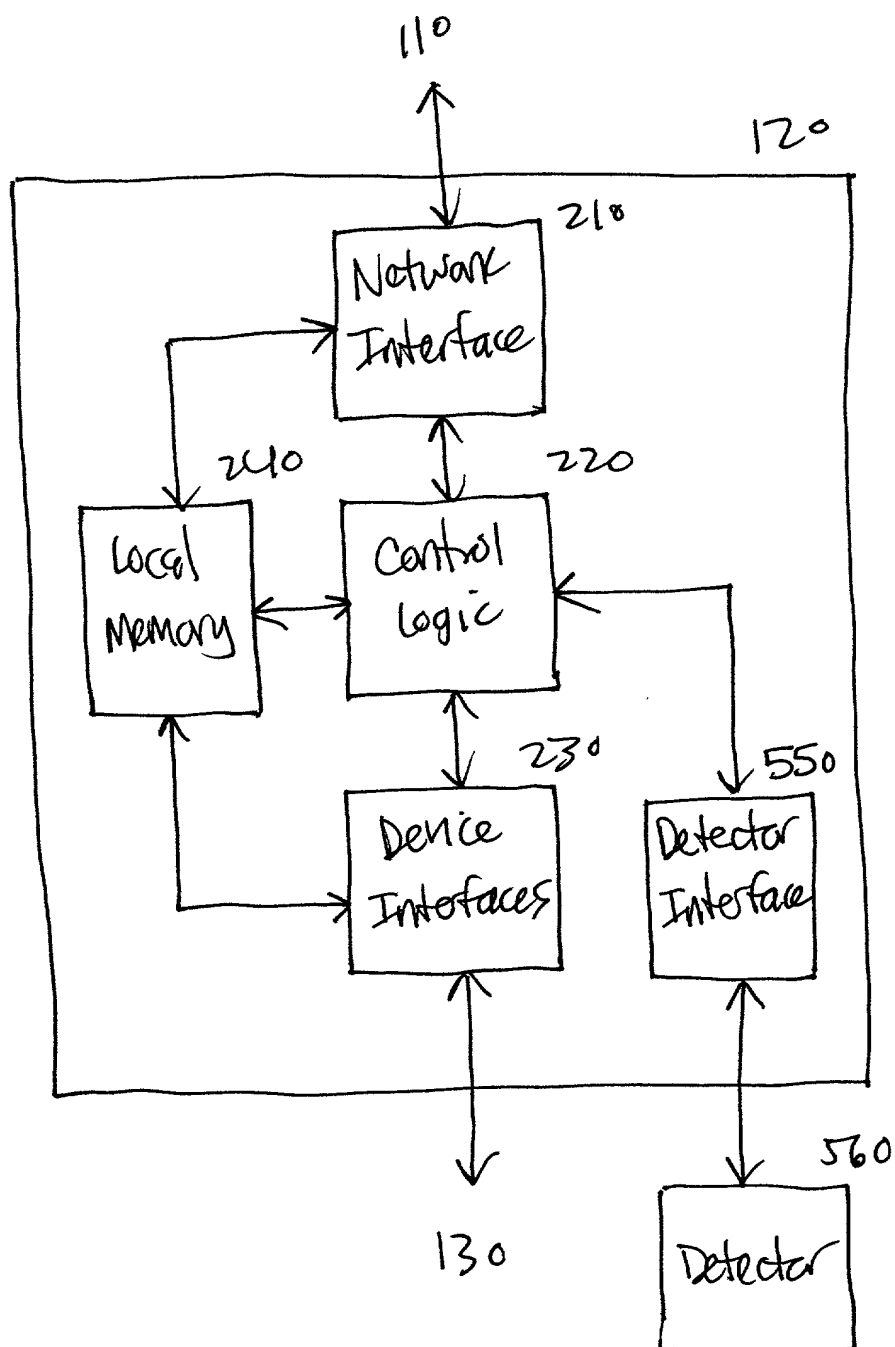 110
120
210
Network
Interface
240
220
Local
Memory
Control
Logic
230
550
Device
Interfaces
Detector
Interface
560
130
Detector